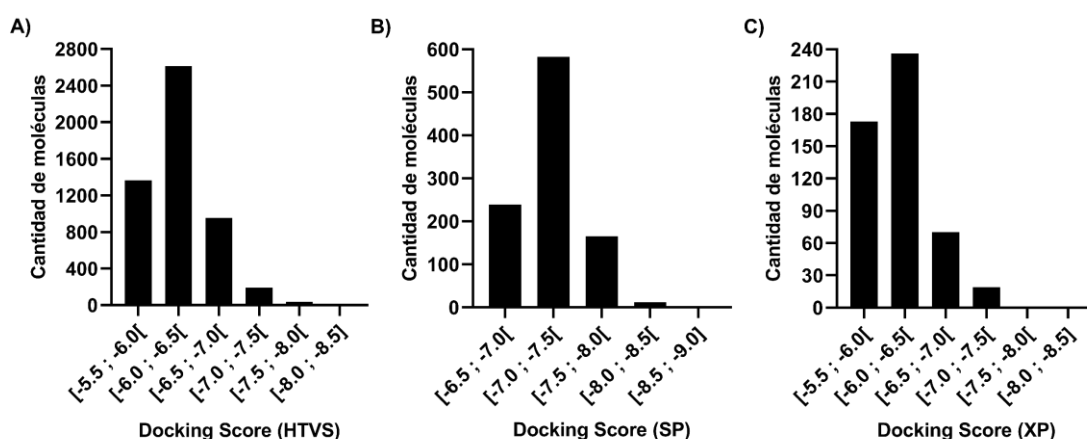 A)
Cantidad de moléculas
2800
2400
2000
1600
1200
800
400
0
[-5.5 ; -6.0[
[-6.0 ; -6.5[
[-6.5 ; -7.0[
[-7.0 ; -7.5[
[-7.5 ; -8.0[
[-8.0 ; -8.5]
Docking Score (HTVS)
B)
Cantidad de moléculas
600
500
400
300
200
100
0
[-6.5 ; -7.0[
[-7.0 ; -7.5[
[-7.5 ; -8.0[
[-8.0 ; -8.5[
[-8.5 ; -9.0]
Docking Score (SP)
C)
Cantidad de moléculas
240
210
180
150
120
90
60
30
0
[-5.5 ; -6.0[
[-6.0 ; -6.5[
[-6.5 ; -7.0[
[-7.0 ; -7.5[
[-7.5 ; -8.0[
[-8.0 ; -8.5]
Docking Score (XP)